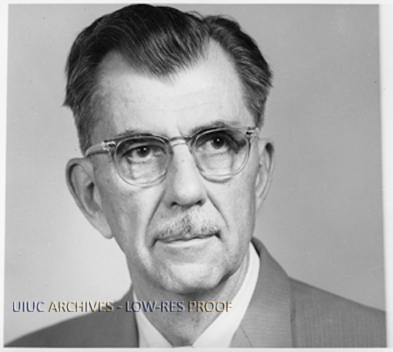 UIUC ARCHIVES - LOW-RES PROOF